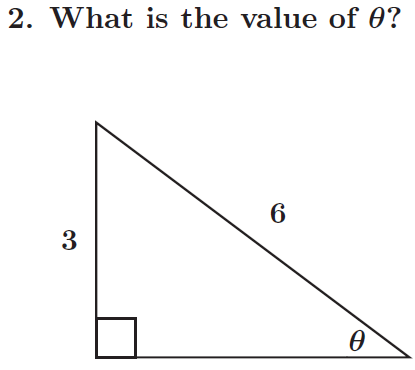 2. What is the value of θ?
6
3
θ